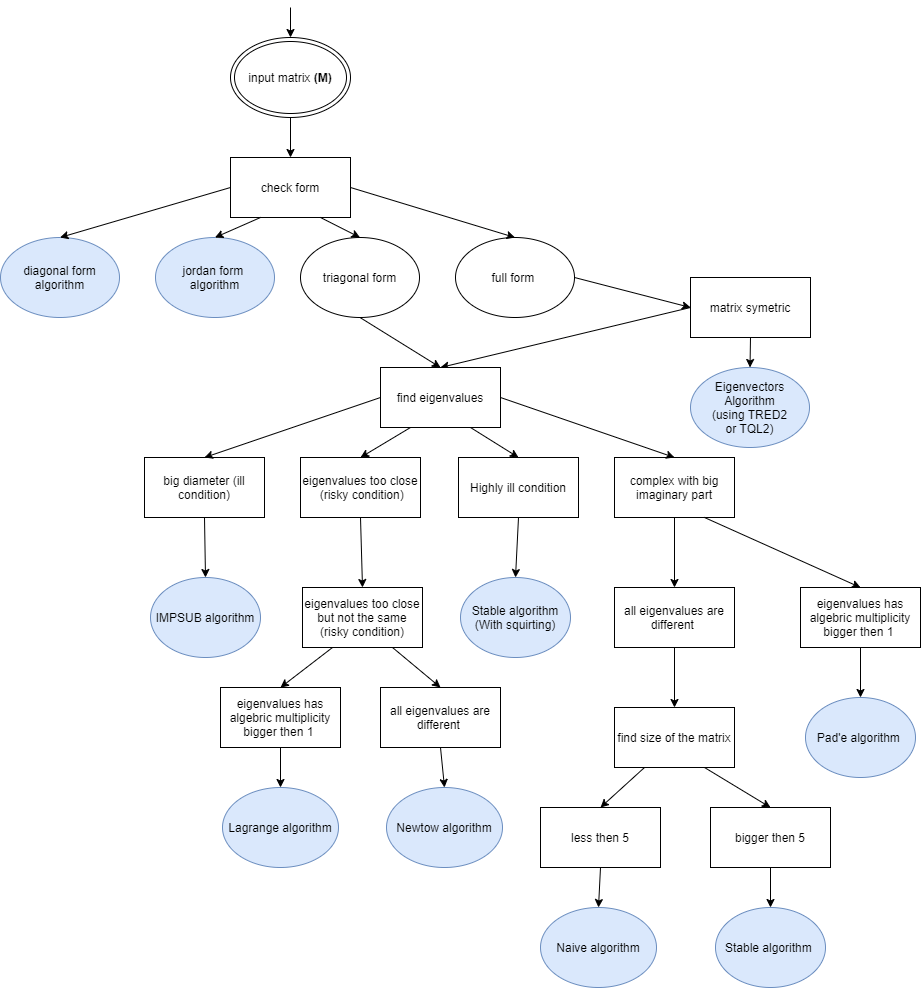 input matrix (M)
check form
diagonal form
algorithm
jordan form
algorithm
triagonal form
full form
matrix symetric
Eigenvectors
Algorithm
(using TRED2
or TQL2)
find eigenvalues
big diameter (ill
condition)
eigenvalues too close
(risky condition)
Highly ill condition
complex with big
imaginary part
IMPSUB algorithm
eigenvalues too close
but not the same
(risky condition)
Stable algorithm
(With squirting)
all eigenvalues are
different
eigenvalues has
algebric multiplicity
bigger then 1
eigenvalues has
algebric multiplicity
bigger then 1
all eigenvalues are
different
find size of the matrix
Pad'e algorithm
Lagrange algorithm
Newtow algorithm
less then 5
bigger then 5
Naive algorithm
Stable algorithm